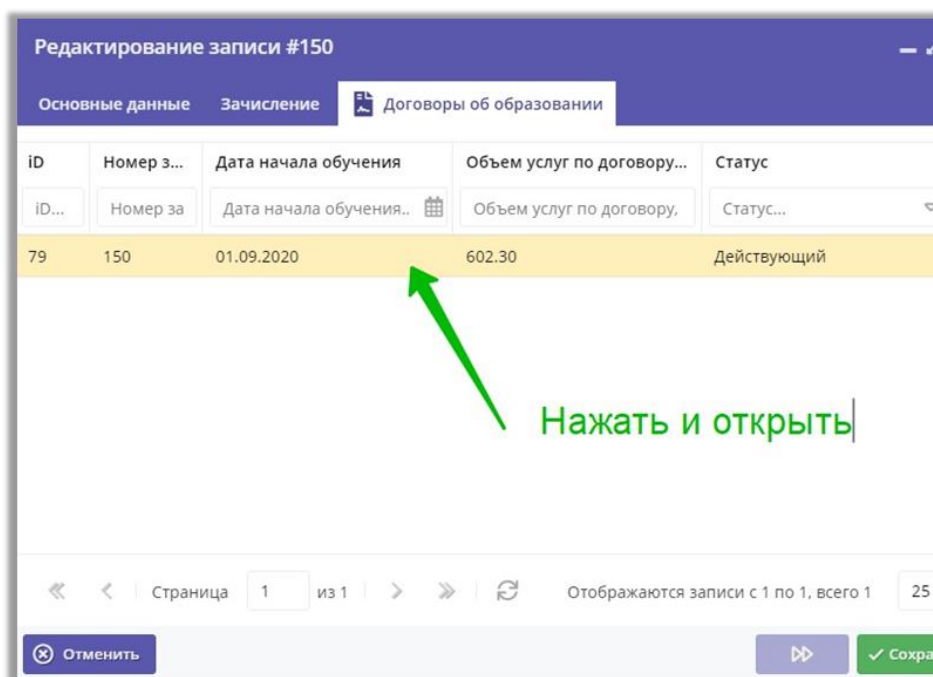 Редактирование записи #150
Основные данные Зачисление Договоры об образовании
iD Номер з... Дата начала обучения Объем услуг по договору... Статус
iD... Номер за Дата начала обучения.. Объем услуг по договору, Статус...
79 150 01.09.2020 602.30 Действующий
Нажать и открыть
Страница 1 из 1 Отображаются записи с 1 по 1, всего 1 25
Отменить Сохра